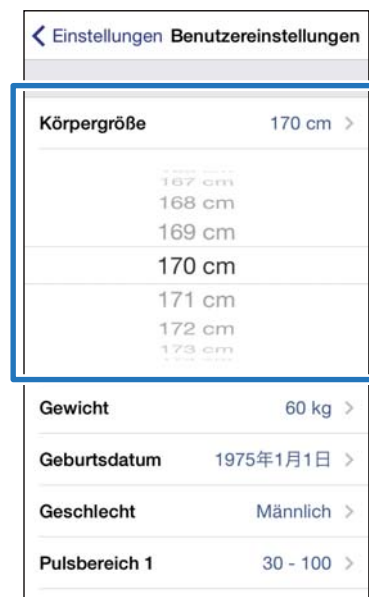 Einstellungen Benutzereinstellungen
Körpergröße 170 cm
167 cm
168 cm
169 cm
170 cm
171 cm
172 cm
173 cm
Gewicht 60 kg
Geburtsdatum 1975年1月1日
Geschlecht Männlich
Pulsbereich 1 30 - 100